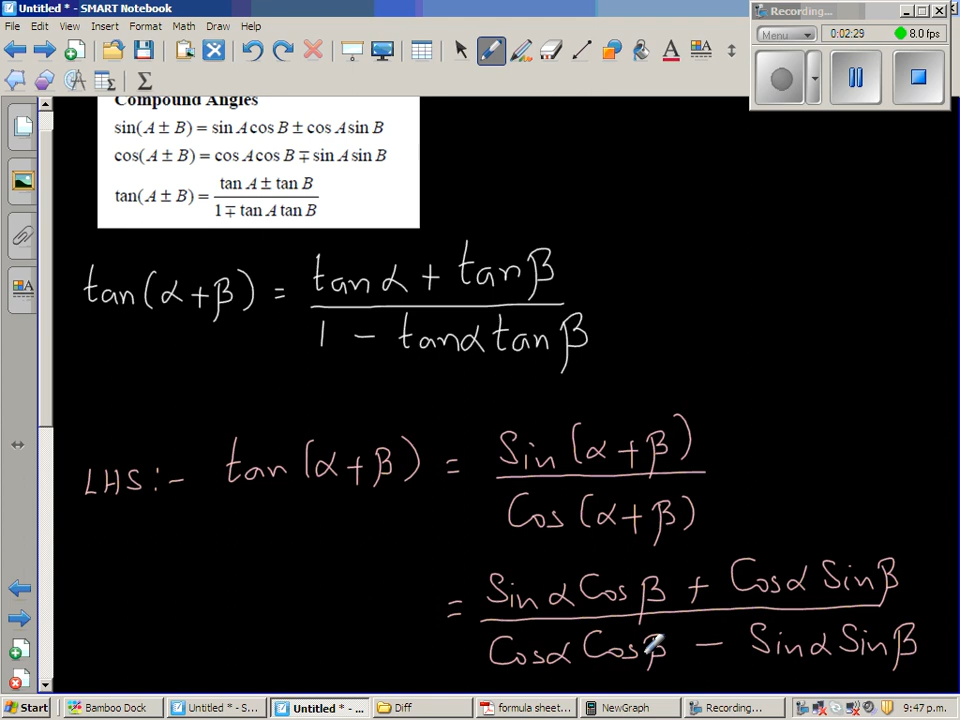 Untitled * - SMART Notebook
Recording...
File Edit View Insert Format Math Draw Help
Menu
0:02:29
8.0 fps
Compound Angles
sin(A ± B) = sin A cos B ± cos A sin B
cos(A ± B) = cos A cos B ∓ sin A sin B
tan(A ± B) = (tan A ± tan B) / (1 ∓ tan A tan B)
tan(α + β) = (tanα + tanβ) / (1 − tanα tanβ)
LHS :- tan(α + β) = Sin(α + β) / Cos(α + β)
= (Sinα Cosβ + Cosα Sinβ) / (Cosα Cosβ − Sinα Sinβ)
Start
Bamboo Dock
Untitled * - S...
Untitled * - ...
Diff
formula sheet...
NewGraph
Recording...
9:47 p.m.